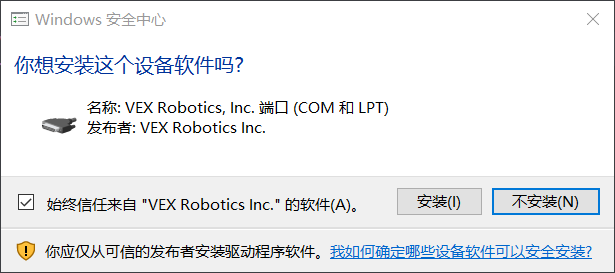 Windows 安全中心
你想安装这个设备软件吗?
名称: VEX Robotics, Inc. 端口 (COM 和 LPT)
发布者: VEX Robotics Inc.
始终信任来自 "VEX Robotics Inc." 的软件(A)。
安装(I)
不安装(N)
你应仅从可信的发布者安装驱动程序软件。我如何确定哪些设备软件可以安全安装?